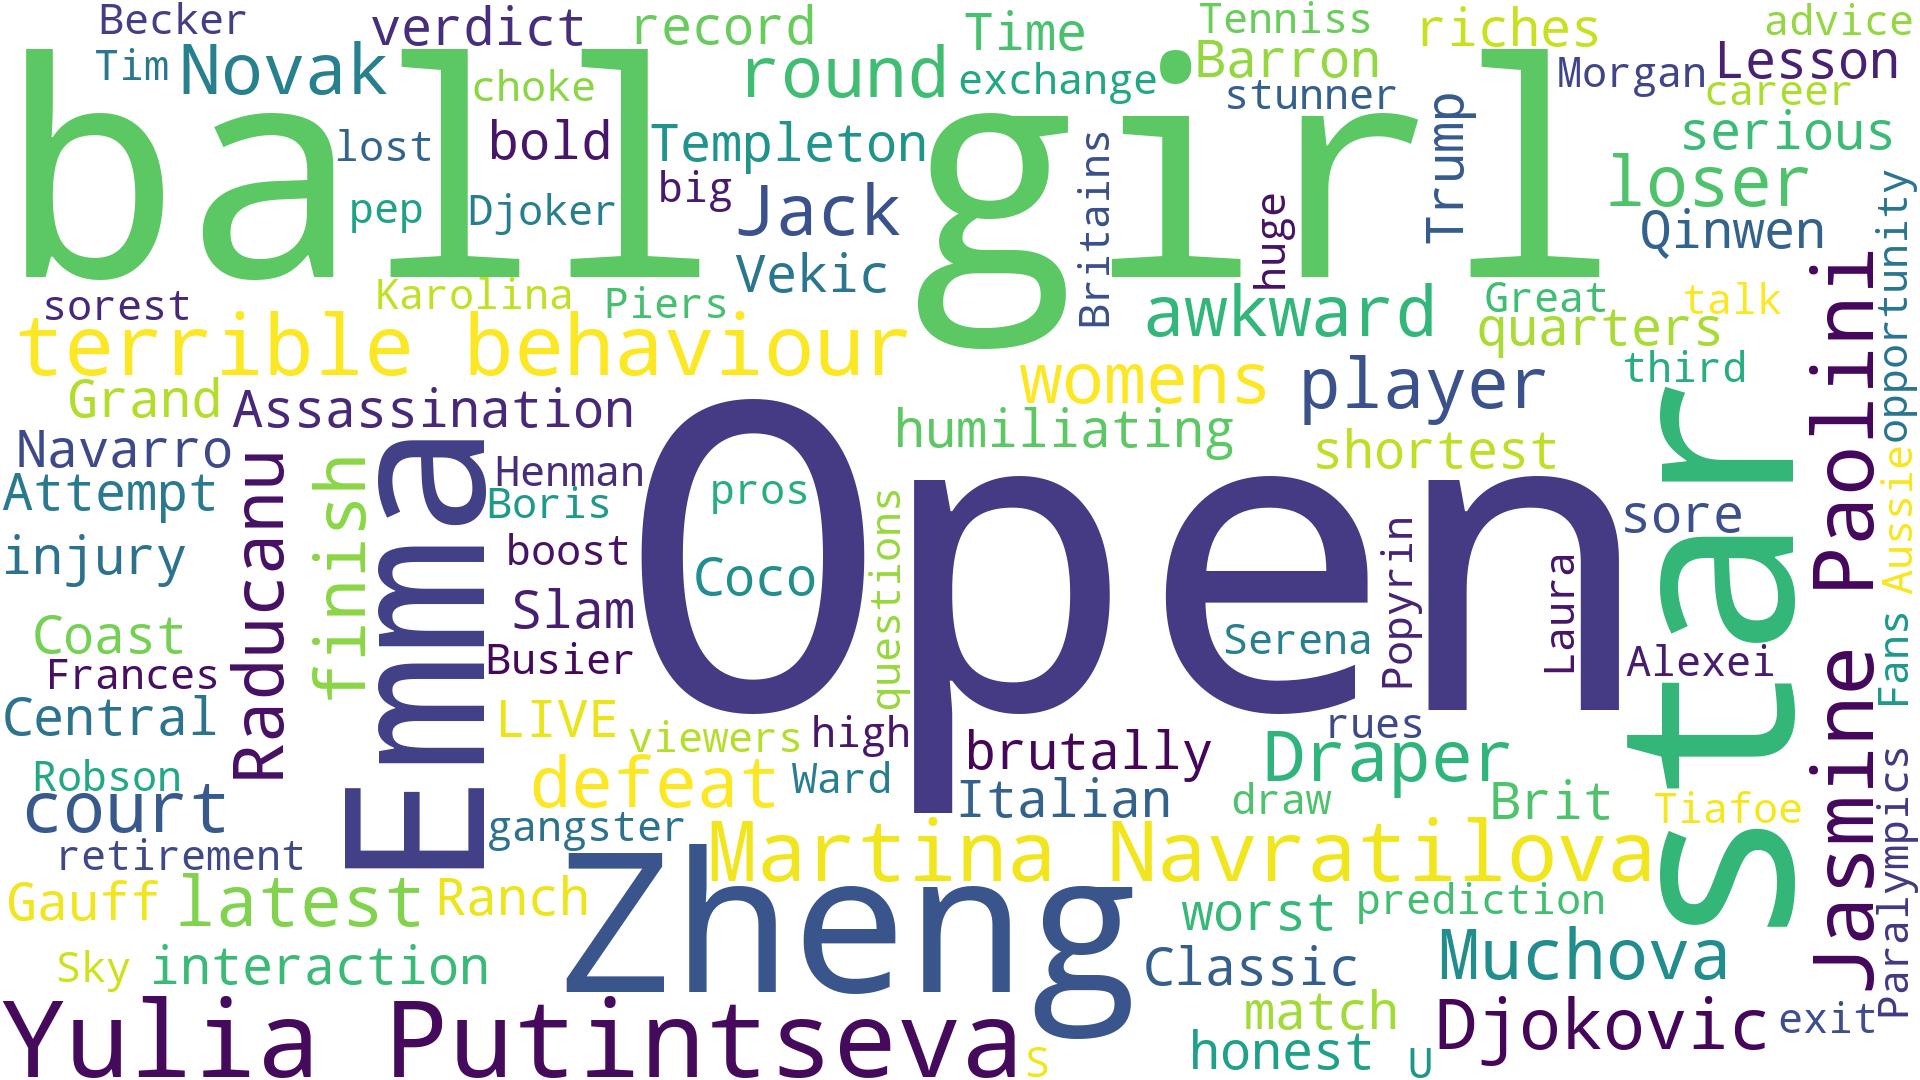 Becker
verdict
record
Time
Tenniss
riches
advice
Tim
Novak
choke
round
exchange
Barron
stunner
Morgan
Lesson
career
ball girl
lost
bold
Templeton
Britains
Trump
serious
pep
Djoker
big
Jack
huge
loser
Qinwen
opportunity
Vekic
sorest
Karolina
Piers
awkward
Great
talk
quarters
terrible behaviour
womens
player
third
Jasmine Paolini
Grand
Assassination
humiliating
shortest
Navarro
Attempt
Raducanu
finish
Emma
Henman
Boris
pros
Open
questions
Popyrin
Laura
sore
star
Aussie
injury
boost
Coco
Slam
Serena
Coast
Frances
Busier
Alexei
Fans
Central
LIVE
viewers
high
brutally
rues
Draper
Robson
court
defeat
Ward
Italian
draw
Brit
Tiafoe
Paralympics
gangster
retirement
Martina Navratilova
Gauff
latest
Ranch
Zheng
worst
prediction
Sky
interaction
Classic
Muchova
Yulia Putintseva
S
match
honest
U
Djokovic
exit